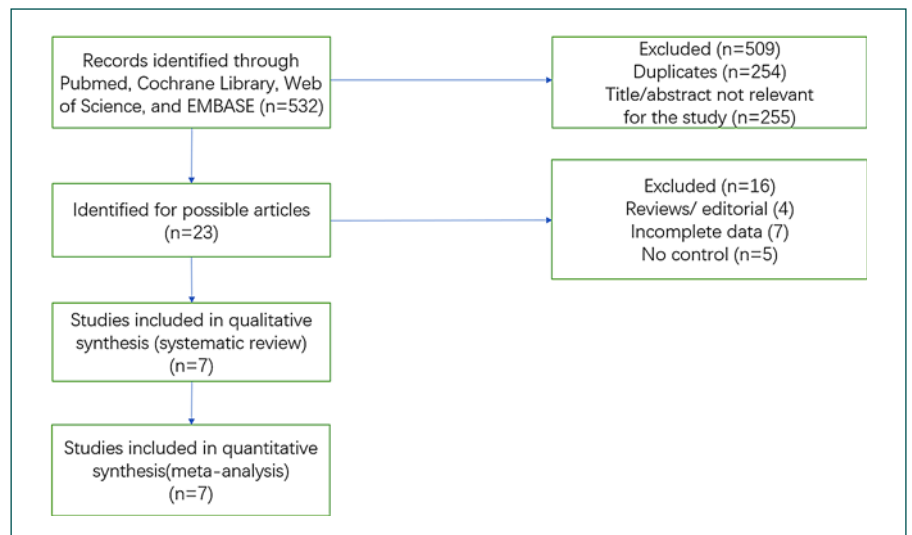 Records identified through
Pubmed, Cochrane Library, Web
of Science, and EMBASE (n=532)
Excluded (n=509)
Duplicates (n=254)
Title/abstract not relevant
for the study (n=255)
Identified for possible articles
(n=23)
Excluded (n=16)
Reviews/ editorial (4)
Incomplete data (7)
No control (n=5)
Studies included in qualitative
synthesis (systematic review)
(n=7)
Studies included in quantitative
synthesis(meta-analysis)
(n=7)